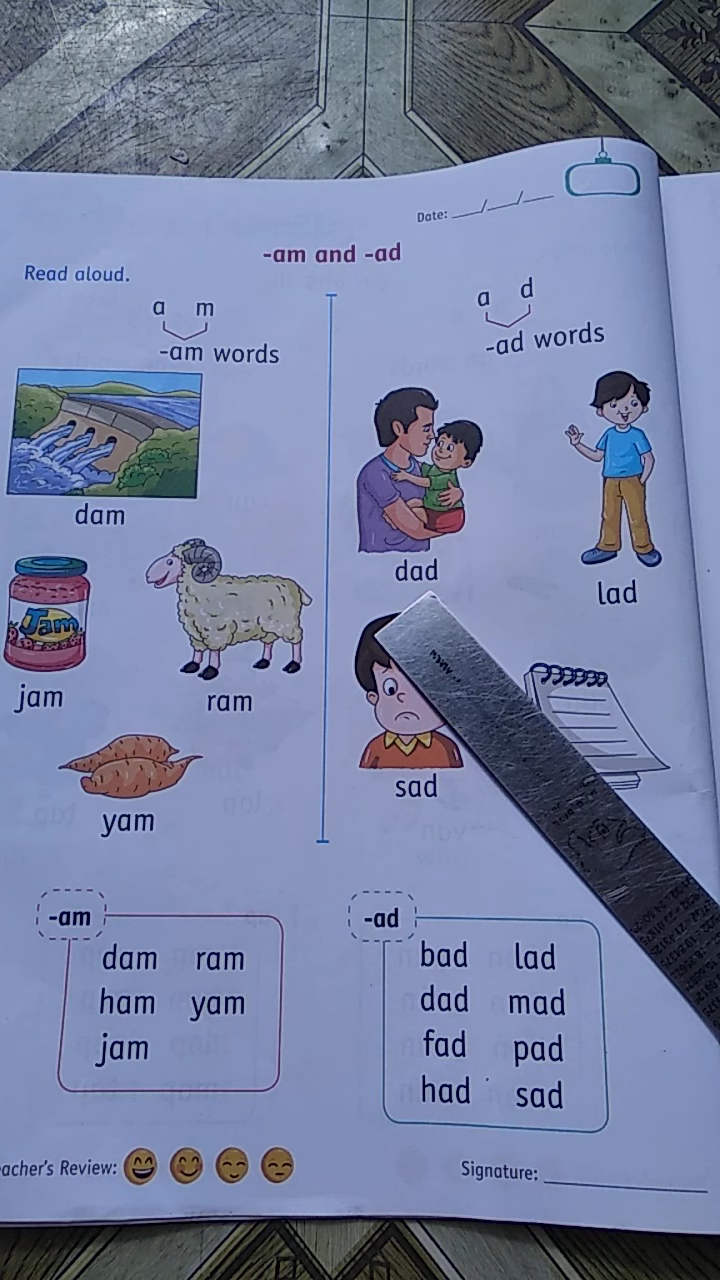 Date: __/__/__
-am and -ad
Read aloud.
a m
-am words
a d
-ad words
dam
dad
lad
Jam
jam
ram
sad
yam
-am
dam ram
ham yam
jam
-ad
bad lad
dad mad
fad pad
had sad
eacher's Review:
Signature: